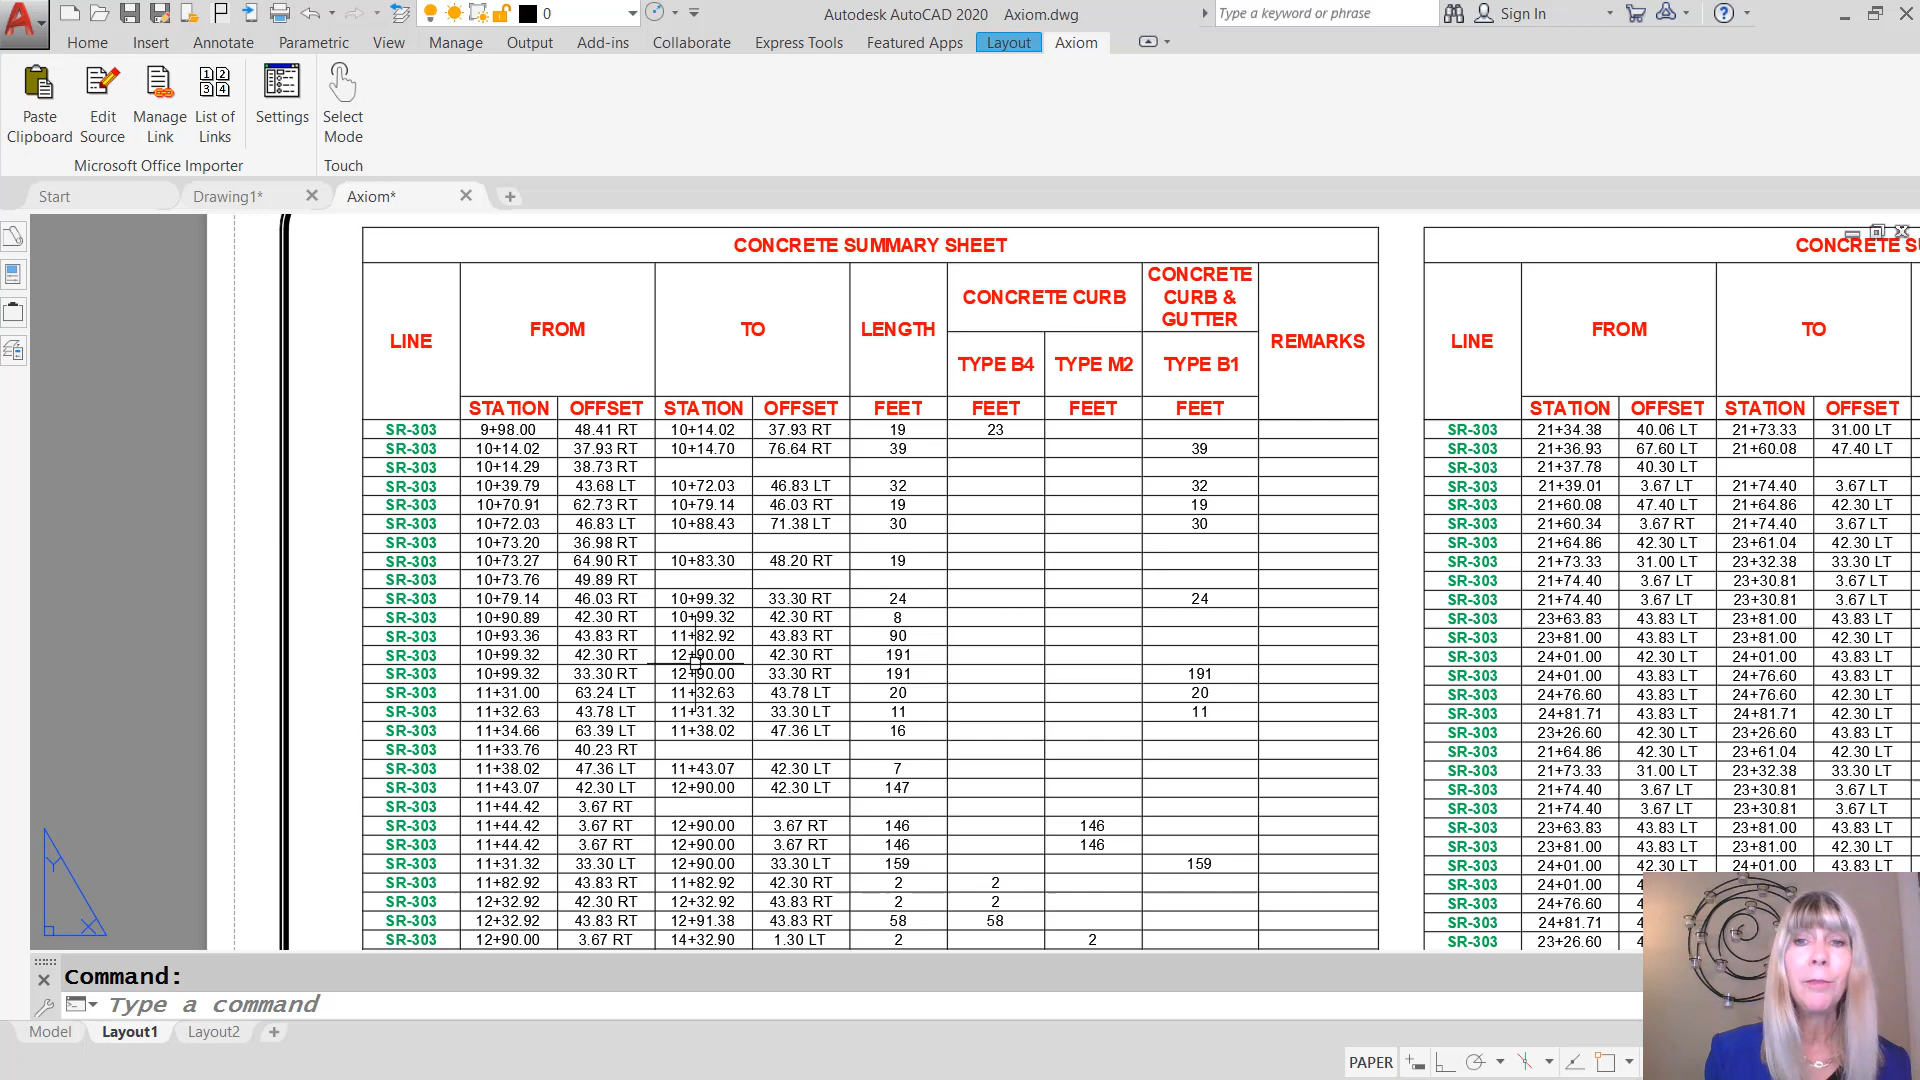 0
Autodesk AutoCAD 2020 Axiom.dwg
Type a keyword or phrase
Sign In
Home Insert Annotate Parametric View Manage Output Add-ins Collaborate Express Tools Featured Apps Layout Axiom
Paste Clipboard
Edit Source
Manage Link
List of Links
Settings
Select Mode
Microsoft Office Importer
Touch
Start
Drawing1*
Axiom*
CONCRETE SUMMARY SHEET
LINE FROM TO LENGTH CONCRETE CURB CONCRETE CURB & GUTTER REMARKS
TYPE B4 TYPE M2 TYPE B1
STATION OFFSET STATION OFFSET FEET FEET FEET FEET
SR-303 9+98.00 48.41 RT 10+14.02 37.93 RT 19 23
SR-303 10+14.02 37.93 RT 10+14.70 76.64 RT 39 39
SR-303 10+14.29 38.73 RT
SR-303 10+39.79 43.68 LT 10+72.03 46.83 LT 32 32
SR-303 10+70.91 62.73 RT 10+79.14 46.03 RT 19 19
SR-303 10+72.03 46.83 LT 10+88.43 71.38 LT 30 30
SR-303 10+73.20 36.98 RT
SR-303 10+73.27 64.90 RT 10+83.30 48.20 RT 19
SR-303 10+73.76 49.89 RT
SR-303 10+79.14 46.03 RT 10+99.32 33.30 RT 24 24
SR-303 10+90.89 42.30 RT 10+99.32 42.30 RT 8
SR-303 10+93.36 43.83 RT 11+82.92 43.83 RT 90
SR-303 10+99.32 42.30 RT 12+90.00 42.30 RT 191
SR-303 10+99.32 33.30 RT 12+90.00 33.30 RT 191 191
SR-303 11+31.00 63.24 LT 11+32.63 43.78 LT 20 20
SR-303 11+32.63 43.78 LT 11+31.32 33.30 LT 11 11
SR-303 11+34.66 63.39 LT 11+38.02 47.36 LT 16
SR-303 11+33.76 40.23 RT
SR-303 11+38.02 47.36 LT 11+43.07 42.30 LT 7
SR-303 11+43.07 42.30 LT 12+90.00 42.30 LT 147
SR-303 11+44.42 3.67 RT
SR-303 11+44.42 3.67 RT 12+90.00 3.67 RT 146 146
SR-303 11+44.42 3.67 RT 12+90.00 3.67 RT 146 146
SR-303 11+31.32 33.30 LT 12+90.00 33.30 LT 159 159
SR-303 11+82.92 43.83 RT 11+82.92 42.30 RT 2 2
SR-303 12+32.92 42.30 RT 12+32.92 43.83 RT 2 2
SR-303 12+32.92 43.83 RT 12+91.38 43.83 RT 58 58
SR-303 12+90.00 3.67 RT 14+32.90 1.30 LT 2 2
CONCRETE
LINE FROM TO
STATION OFFSET STATION OFFSET
SR-303 21+34.38 40.06 LT 21+73.33 31.00 LT
SR-303 21+36.93 67.60 LT 21+60.08 47.40 LT
SR-303 21+37.78 40.30 LT
SR-303 21+39.01 3.67 LT 21+74.40 3.67 LT
SR-303 21+60.08 47.40 LT 21+64.86 42.30 LT
SR-303 21+60.34 3.67 RT 21+74.40 3.67 LT
SR-303 21+64.86 42.30 LT 23+61.04 42.30 LT
SR-303 21+73.33 31.00 LT 23+32.38 33.30 LT
SR-303 21+74.40 3.67 LT 23+30.81 3.67 LT
SR-303 21+74.40 3.67 LT 23+30.81 3.67 LT
SR-303 23+63.83 43.83 LT 23+81.00 43.83 LT
SR-303 23+81.00 43.83 LT 23+81.00 42.30 LT
SR-303 24+01.00 42.30 LT 24+01.00 43.83 LT
SR-303 24+01.00 43.83 LT 24+76.60 43.83 LT
SR-303 24+76.60 43.83 LT 24+76.60 42.30 LT
SR-303 24+81.71 43.83 LT 24+81.71 42.30 LT
SR-303 23+26.60 42.30 LT 23+26.60 43.83 LT
SR-303 21+64.86 42.30 LT 23+61.04 42.30 LT
SR-303 21+73.33 31.00 LT 23+32.38 33.30 LT
SR-303 21+74.40 3.67 LT 23+30.81 3.67 LT
SR-303 21+74.40 3.67 LT 23+30.81 3.67 LT
SR-303 23+63.83 43.83 LT 23+81.00 43.83 LT
SR-303 23+81.00 43.83 LT 23+81.00 42.30 LT
SR-303 24+01.00 42.30 LT 24+01.00 43.83 LT
SR-303 24+01.00
SR-303 24+76.60
SR-303 24+81.71
SR-303 23+26.60
Y
X
Command:
Type a command
Model Layout1 Layout2
PAPER